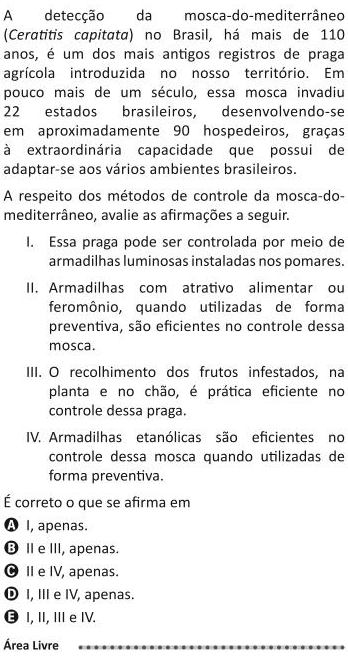 A detecção da mosca-do-mediterrâneo
(Ceratitis capitata) no Brasil, há mais de 110
anos, é um dos mais antigos registros de praga
agrícola introduzida no nosso território. Em
pouco mais de um século, essa mosca invadiu
22 estados brasileiros, desenvolvendo-se
em aproximadamente 90 hospedeiros, graças
à extraordinária capacidade que possui de
adaptar-se aos vários ambientes brasileiros.
A respeito dos métodos de controle da mosca-do-
mediterrâneo, avalie as afirmações a seguir.
I. Essa praga pode ser controlada por meio de
armadilhas luminosas instaladas nos pomares.
II. Armadilhas com atrativo alimentar ou
feromônio, quando utilizadas de forma
preventiva, são eficientes no controle dessa
mosca.
III. O recolhimento dos frutos infestados, na
planta e no chão, é prática eficiente no
controle dessa praga.
IV. Armadilhas etanólicas são eficientes no
controle dessa mosca quando utilizadas de
forma preventiva.
É correto o que se afirma em
A I, apenas.
B II e III, apenas.
C II e IV, apenas.
D I, III e IV, apenas.
E I, II, III e IV.
Área Livre